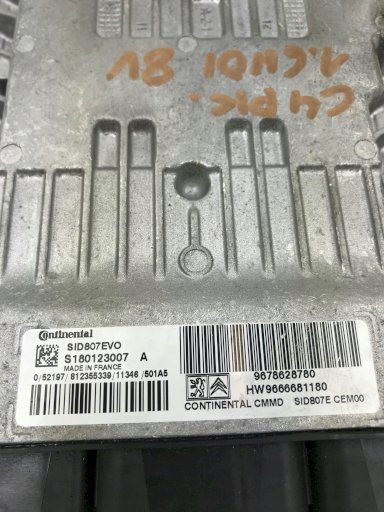 C4 PIC.
1.6HDI 8V
Continental
SID807EVO
S180123007 A
MADE IN FRANCE
0/52197/812355339/11346/501A5
9678628780
HW9666681180
CONTINENTAL CMMD SID807E CEM00